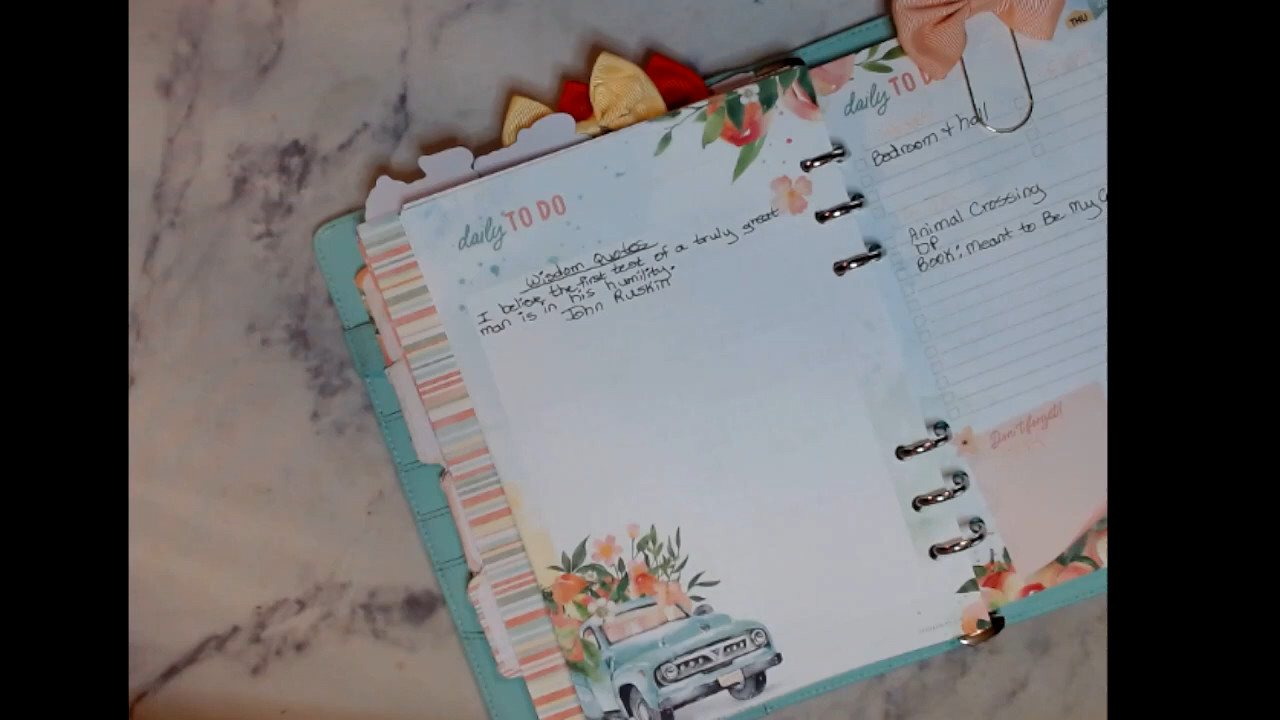 daily TO DO
Wisdom Quotes
I believe the first test of a truly great
man is in his humility.
John Ruskin
THU
daily TO D
Bedroom + hall
Animal Crossing
DP
Book: Meant to Be My
Don't forget!